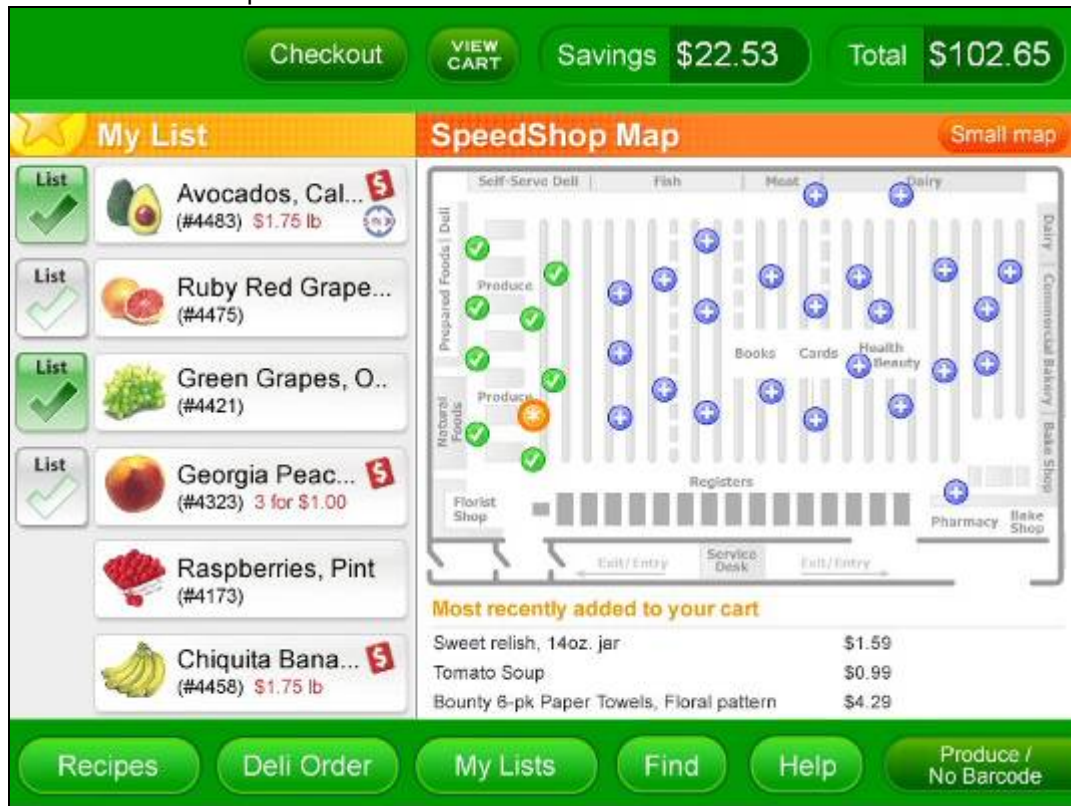 Checkout
VIEW
CART
Savings $22.53
Total $102.65
My List
SpeedShop Map
Small map
List
Avocados, Cal...
(#4483) $1.75 lb
List
Ruby Red Grape...
(#4475)
List
Green Grapes, O..
(#4421)
List
Georgia Peac...
(#4323) 3 for $1.00
Raspberries, Pint
(#4173)
Chiquita Bana...
(#4458) $1.75 lb
Self-Serve Deli | Fish | Meat Dairy
Prepared Foods | Deli
Natural
Foods
Produce
Produce
Books
Cards
Health
Beauty
Dairy | Commercial Bakery | Bake Shop
Registers
Florist
Shop
Pharmacy
Bake
Shop
Exit/Entry
Service
Desk
Exit/Entry
Most recently added to your cart
Sweet relish, 14oz. jar $1.59
Tomato Soup $0.99
Bounty 6-pk Paper Towels, Floral pattern $4.29
Recipes
Deli Order
My Lists
Find
Help
Produce /
No Barcode